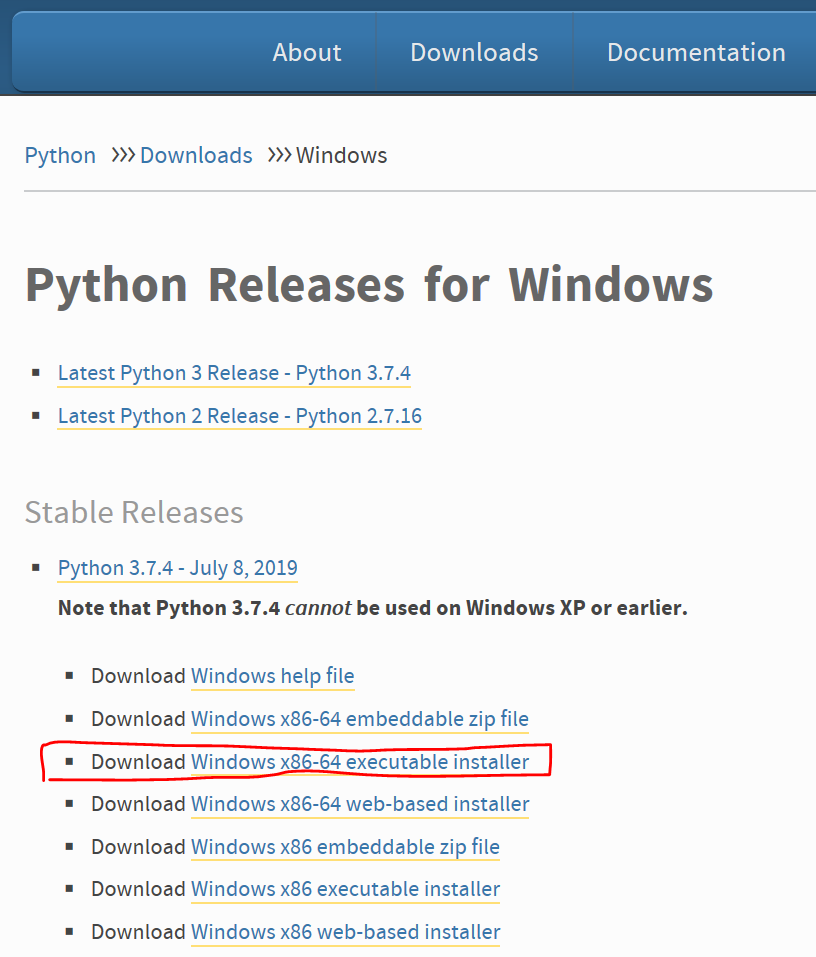 About Downloads Documentation
Python >>> Downloads >>> Windows
Python Releases for Windows
Latest Python 3 Release - Python 3.7.4
Latest Python 2 Release - Python 2.7.16
Stable Releases
Python 3.7.4 - July 8, 2019
Note that Python 3.7.4 cannot be used on Windows XP or earlier.
Download Windows help file
Download Windows x86-64 embeddable zip file
Download Windows x86-64 executable installer
Download Windows x86-64 web-based installer
Download Windows x86 embeddable zip file
Download Windows x86 executable installer
Download Windows x86 web-based installer